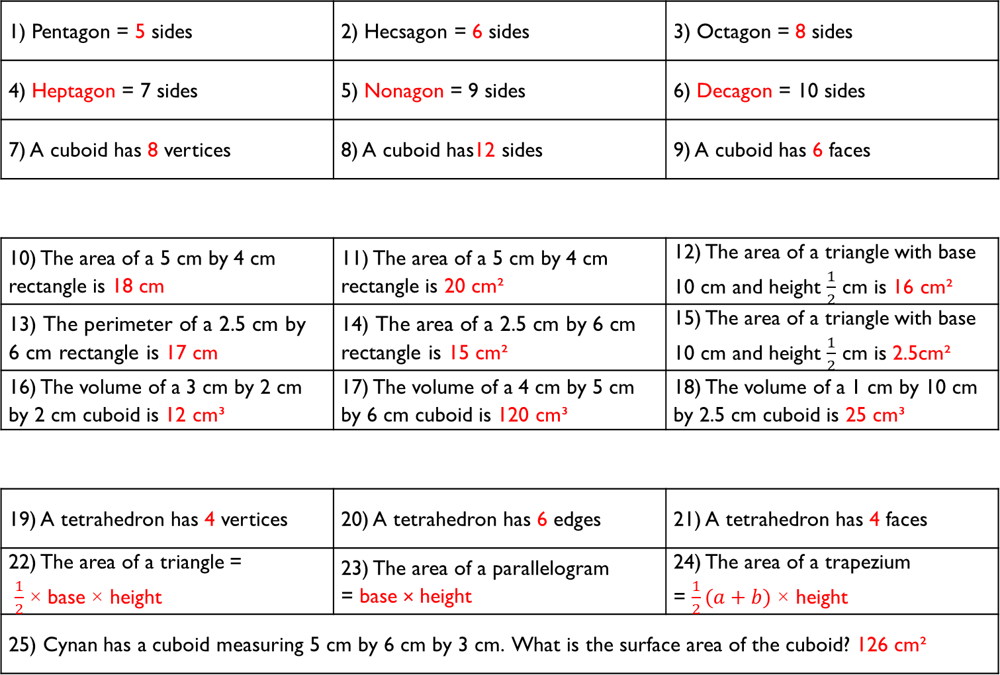 1) Pentagon = 5 sides
2) Hecsagon = 6 sides
3) Octagon = 8 sides
4) Heptagon = 7 sides
5) Nonagon = 9 sides
6) Decagon = 10 sides
7) A cuboid has 8 vertices
8) A cuboid has12 sides
9) A cuboid has 6 faces
10) The area of a 5 cm by 4 cm
rectangle is 18 cm
11) The area of a 5 cm by 4 cm
rectangle is 20 cm²
12) The area of a triangle with base
10 cm and height 1/2 cm is 16 cm²
13) The perimeter of a 2.5 cm by
6 cm rectangle is 17 cm
14) The area of a 2.5 cm by 6 cm
rectangle is 15 cm²
15) The area of a triangle with base
10 cm and height 1/2 cm is 2.5cm²
16) The volume of a 3 cm by 2 cm
by 2 cm cuboid is 12 cm³
17) The volume of a 4 cm by 5 cm
by 6 cm cuboid is 120 cm³
18) The volume of a 1 cm by 10 cm
by 2.5 cm cuboid is 25 cm³
19) A tetrahedron has 4 vertices
20) A tetrahedron has 6 edges
21) A tetrahedron has 4 faces
22) The area of a triangle =
1/2 × base × height
23) The area of a parallelogram
= base × height
24) The area of a trapezium
= 1/2 (a + b) × height
25) Cynan has a cuboid measuring 5 cm by 6 cm by 3 cm. What is the surface area of the cuboid? 126 cm²